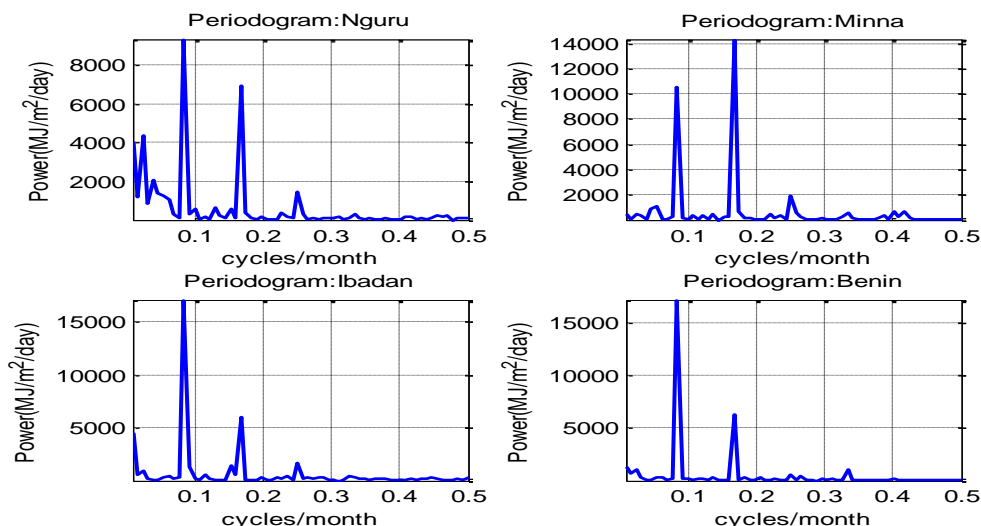 Periodogram:Nguru
Power(MJ/m²/day)
8000
6000
4000
2000
0.1 0.2 0.3 0.4 0.5
cycles/month
Periodogram:Minna
Power(MJ/m²/day)
14000
12000
10000
8000
6000
4000
2000
0.1 0.2 0.3 0.4 0.5
cycles/month
Periodogram:Ibadan
Power(MJ/m²/day)
15000
10000
5000
0.1 0.2 0.3 0.4 0.5
cycles/month
Periodogram:Benin
Power(MJ/m²/day)
15000
10000
5000
0.1 0.2 0.3 0.4 0.5
cycles/month